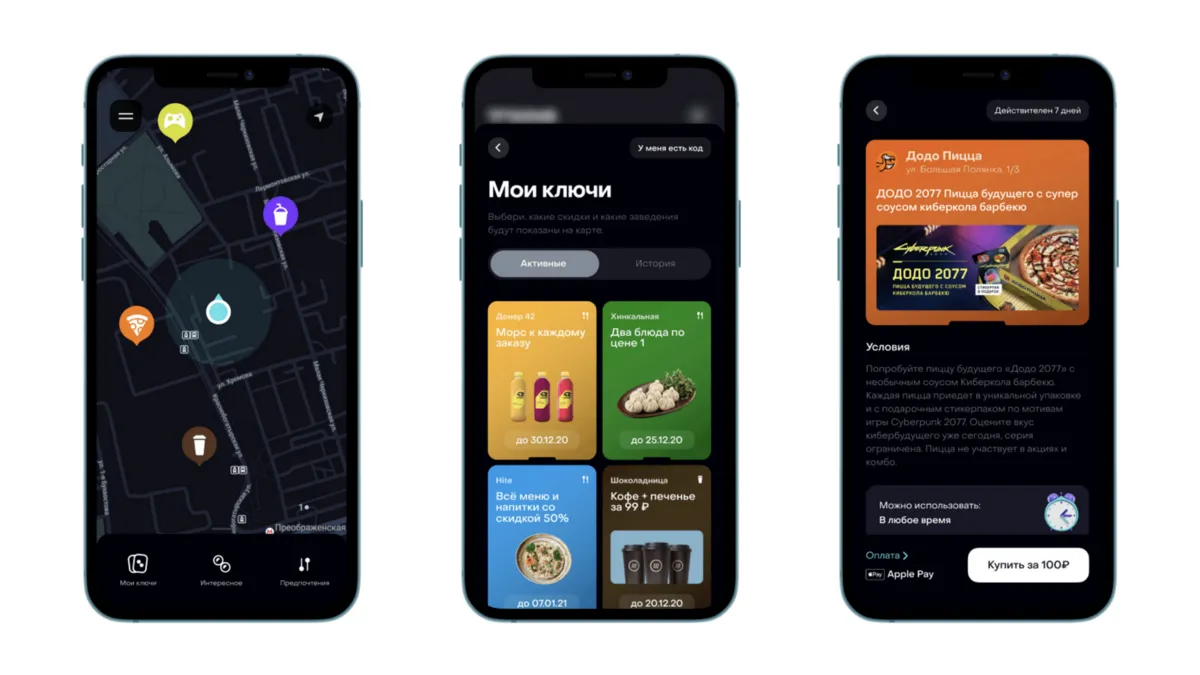 Малая Черкизовская ул.
ул. Хромова
Преображенская
1
Мои ключи
Интересное
Предпочтения
У меня есть код
Мои ключи
Выбери, какие скидки и какие заведения
будут показаны на карте.
Активные
История
Донер 42
Морс к каждому
заказу
до 30.12.20
Хинкальная
Два блюда по
цене 1
до 25.12.20
Hite
Всё меню и
напитки со
скидкой 50%
до 07.01.21
Шоколадница
Кофе + печенье
за 99 ₽
до 20.12.20
Действителен 7 дней
Додо Пицца
ул. Большая Полянка, 1/3
ДОДО 2077 Пицца будущего с супер
соусом киберкола барбекю
Cyberpunk
ДОДО 2077
ПИЦЦА БУДУЩЕГО С СОУСОМ
КИБЕРКОЛА БАРБЕКЮ
СТИКЕРПАК
В ПОДАРОК
Условия
Попробуйте пиццу будущего «Додо 2077» с
необычным соусом Киберкола барбекю.
Каждая пицца приедет в уникальной упаковке
и с подарочным стикерпаком по мотивам
игры Cyberpunk 2077. Оцените вкус
кибербудущего уже сегодня, серия
ограничена. Пицца не участвует в акциях и
комбо.
Можно использовать:
В любое время
Оплата
Pay Apple Pay
Купить за 100₽